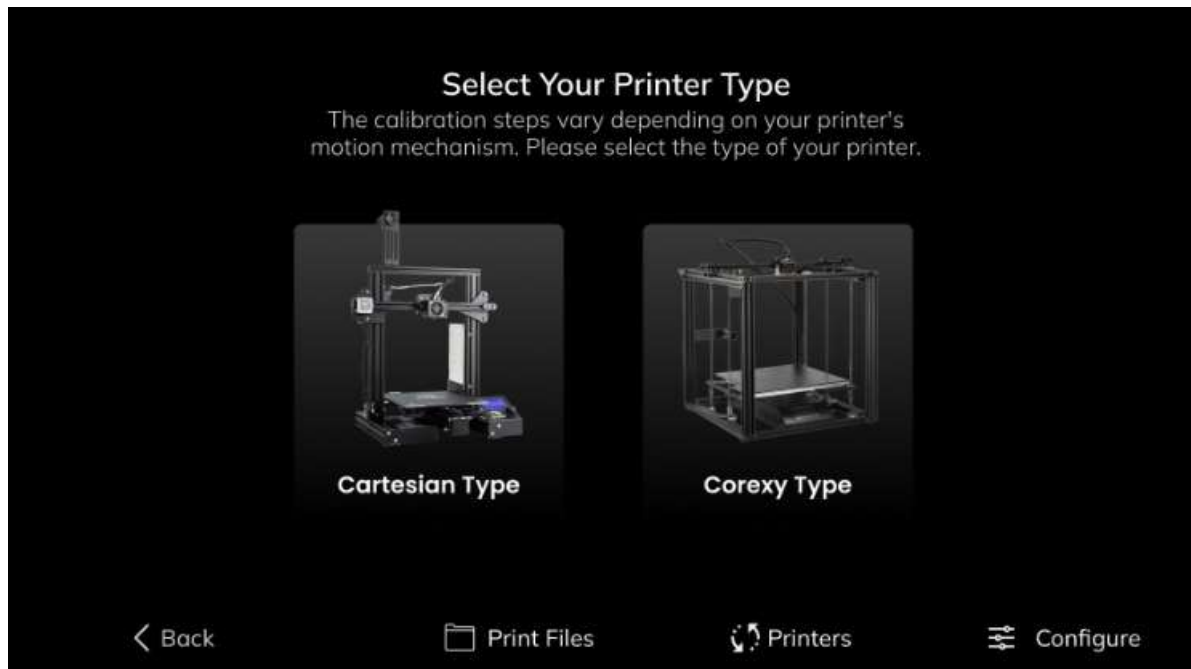 Select Your Printer Type
The calibration steps vary depending on your printer's
motion mechanism. Please select the type of your printer.
Cartesian Type
Corexy Type
Back
Print Files
Printers
Configure